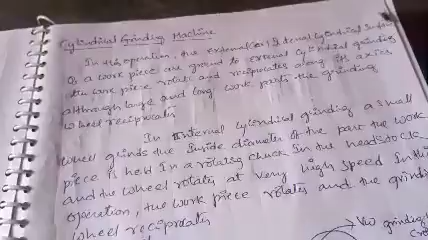 Cylindical Grinding Machine
In this operation, the external (or) Internal cylindrical surface
Of a work piece are ground to external cylindical grinding
the work piece rotates and reciprocates along its axies
although large and long work parts the grinding
wheel reciprocates
In Internal cylendical grinding a small
wheel grinds the Inside diameter of the part the work
piece is held In a rotating chuck In the headstock
and the wheel rotates at very high speed In this
operation, the work piece rotates and the grinding
wheel reciprocates
grinding